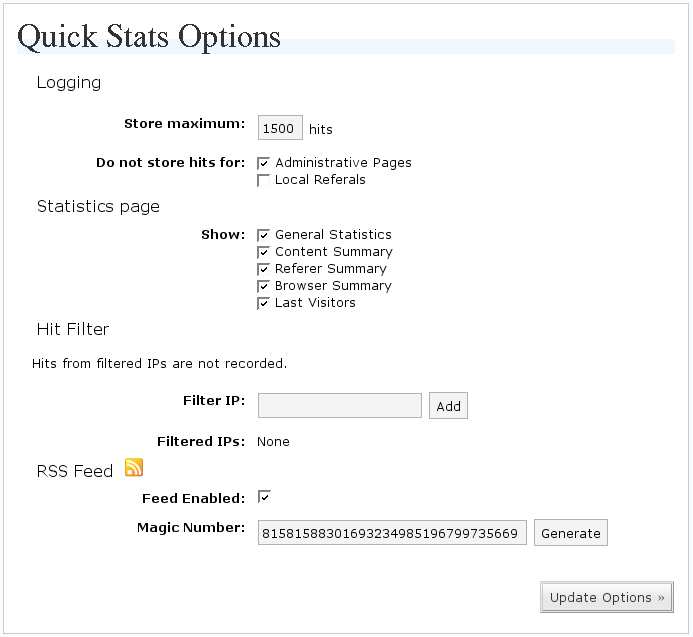 Quick Stats Options
Logging
Store maximum: 1500 hits
Do not store hits for: Administrative Pages
Local Referals
Statistics page
Show: General Statistics
Content Summary
Referer Summary
Browser Summary
Last Visitors
Hit Filter
Hits from filtered IPs are not recorded.
Filter IP: Add
Filtered IPs: None
RSS Feed
Feed Enabled:
Magic Number: 81581588301693234985196799735669 Generate
Update Options »